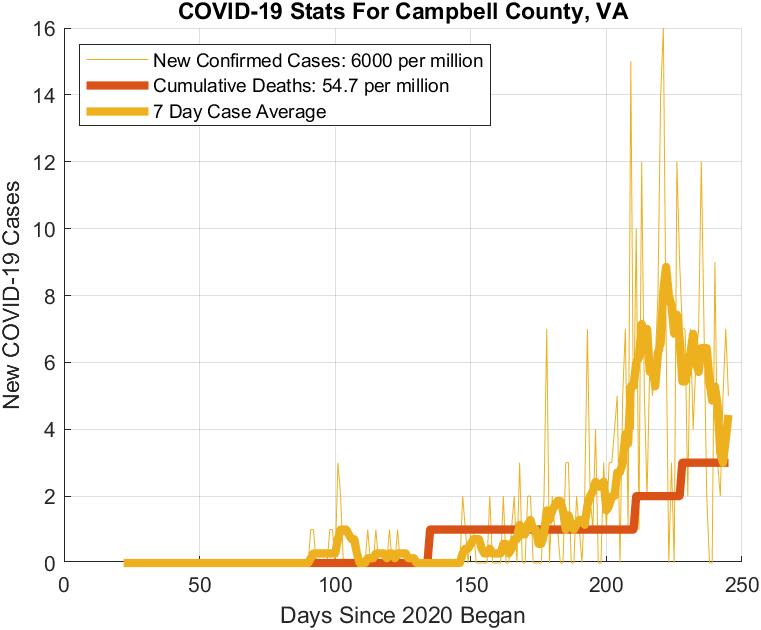 COVID-19 Stats For Campbell County, VA
New Confirmed Cases: 6000 per million
Cumulative Deaths: 54.7 per million
7 Day Case Average
New COVID-19 Cases
16
14
12
10
8
6
4
2
0
0 50 100 150 200 250
Days Since 2020 Began